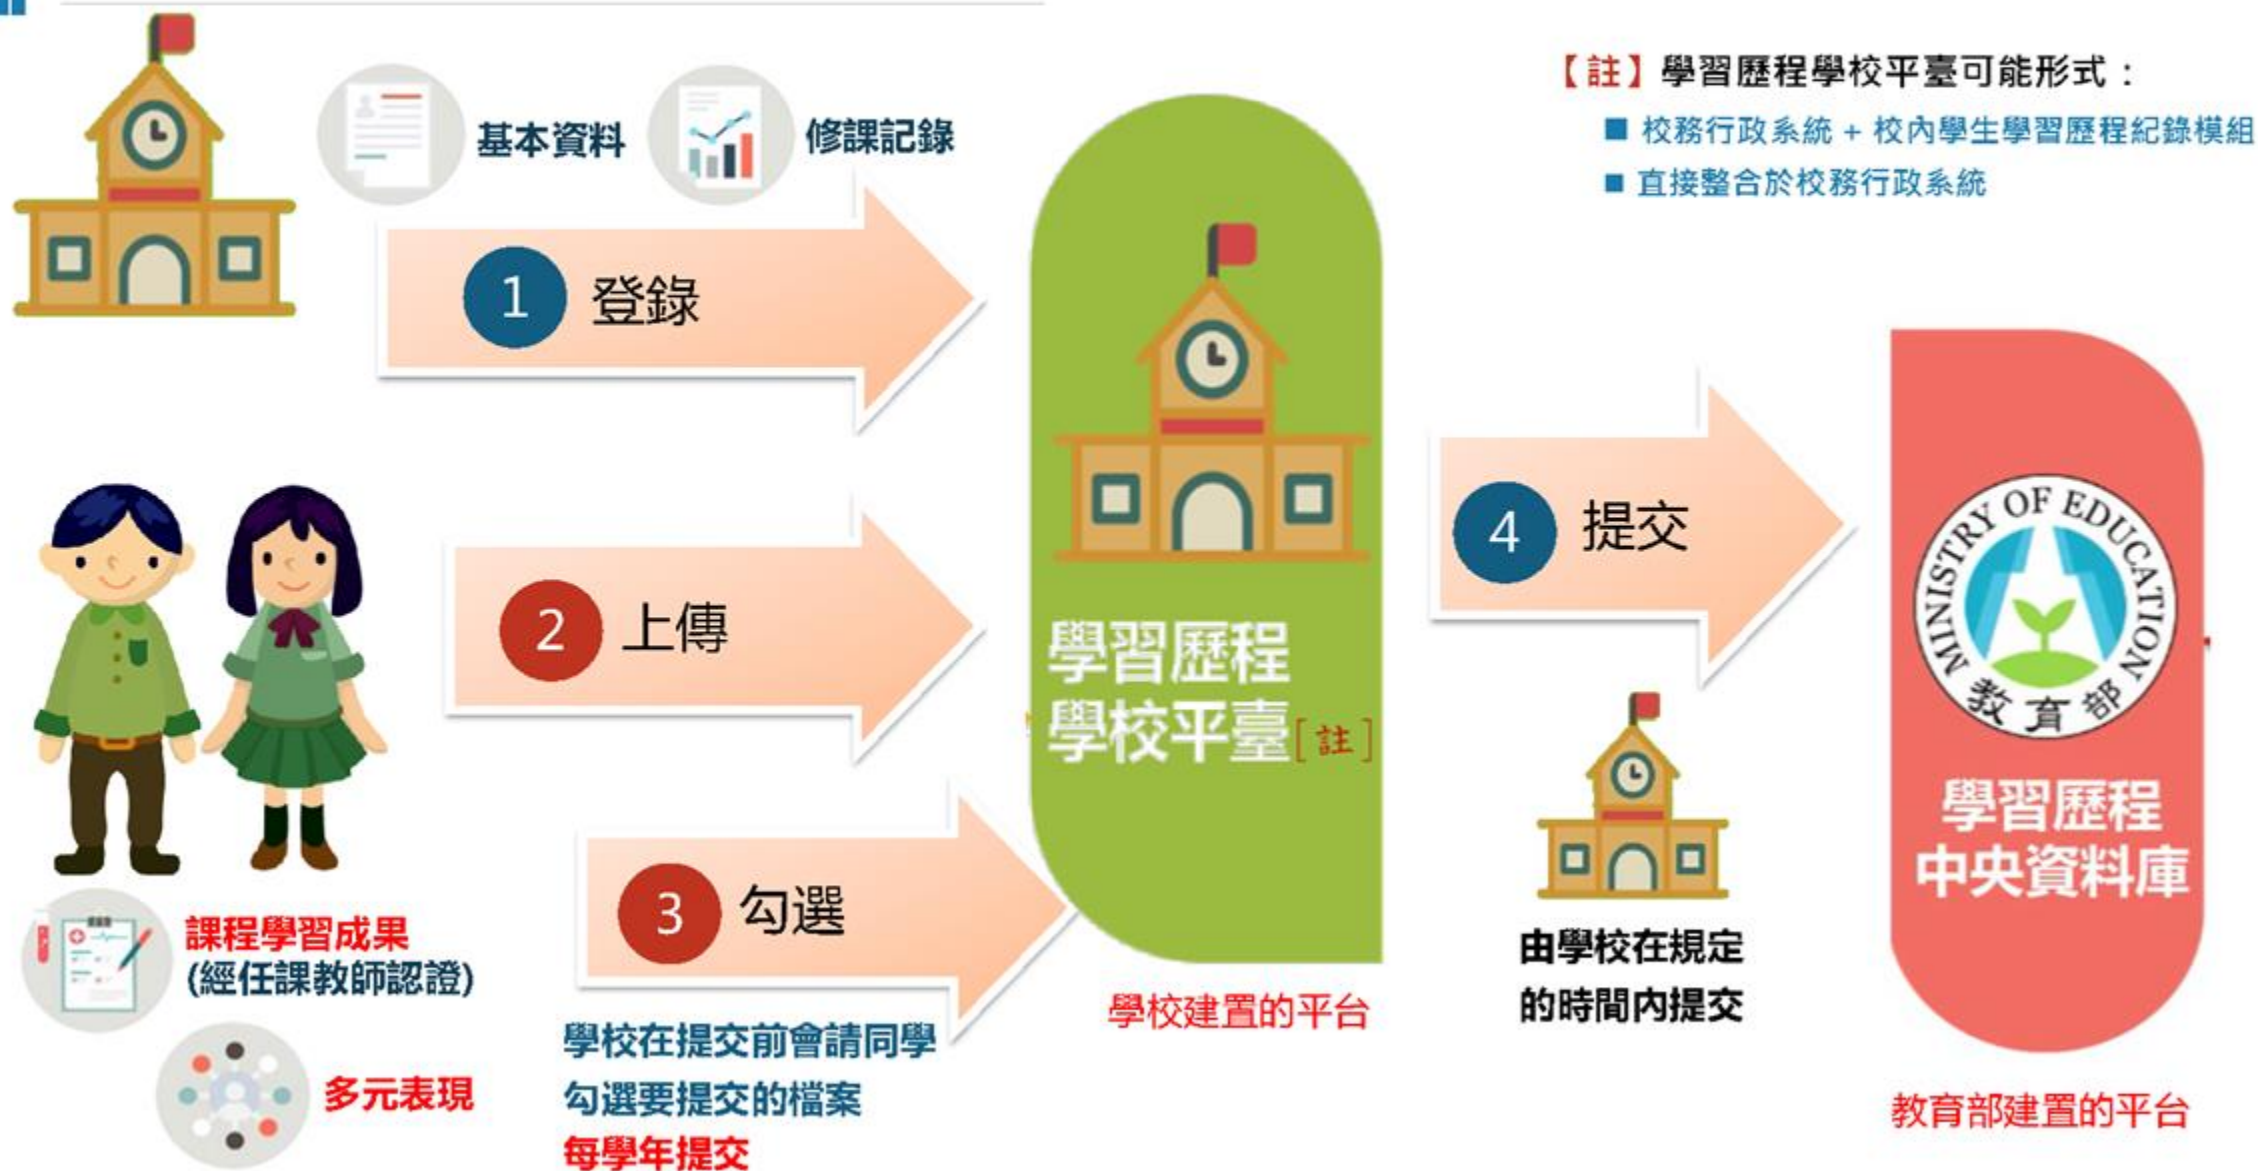 基本資料
修課記錄
【註】學習歷程學校平臺可能形式：
■ 校務行政系統 + 校內學生學習歷程紀錄模組
■ 直接整合於校務行政系統
1 登錄
2 上傳
3 勾選
學習歷程
學校平臺[註]
學校建置的平台
4 提交
由學校在規定
的時間內提交
MINISTRY OF EDUCATION
教育部
學習歷程
中央資料庫
教育部建置的平台
課程學習成果
(經任課教師認證)
多元表現
學校在提交前會請同學
勾選要提交的檔案
每學年提交